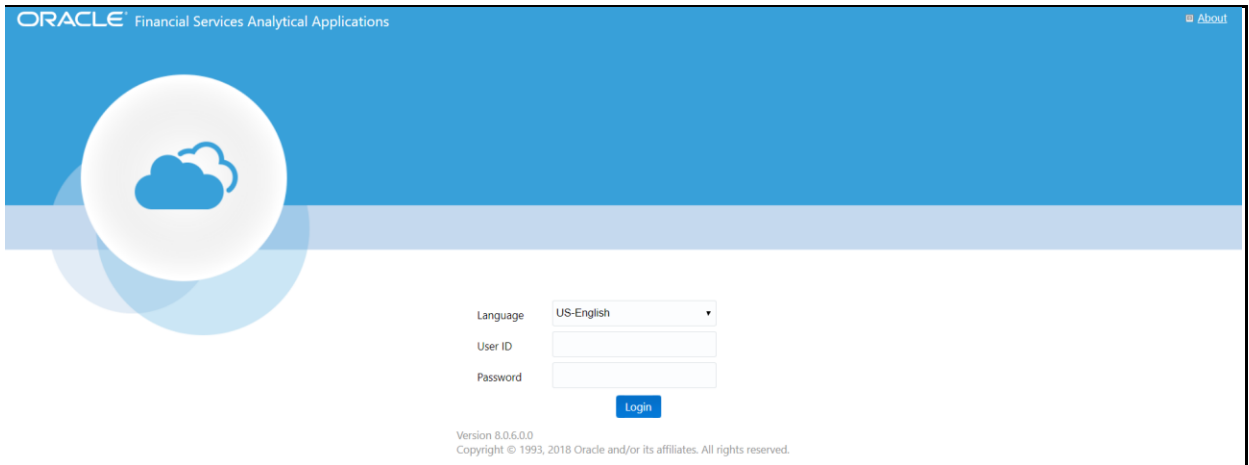 ORACLE® Financial Services Analytical Applications
About
Language US-English
User ID
Password
Login
Version 8.0.6.0.0
Copyright © 1993, 2018 Oracle and/or its affiliates. All rights reserved.